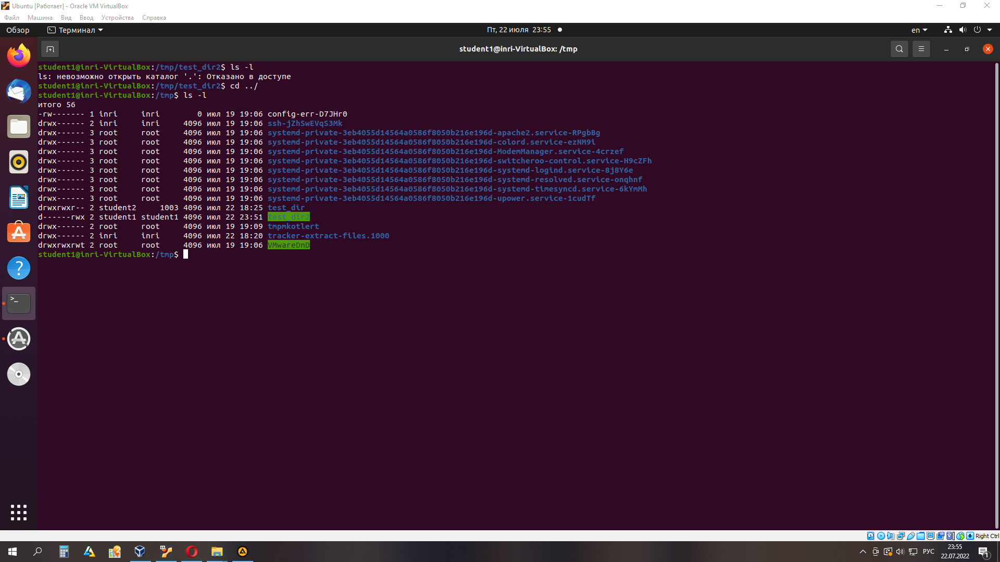 Ubuntu [Работает] - Oracle VM VirtualBox
Файл Машина Вид Ввод Устройства Справка
Обзор Терминал Пт, 22 июля 23:55 en
student1@inri-VirtualBox: /tmp
student1@inri-VirtualBox:/tmp/test_dir2$ ls -l
ls: невозможно открыть каталог '.': Отказано в доступе
student1@inri-VirtualBox:/tmp/test_dir2$ cd ../
student1@inri-VirtualBox:/tmp$ ls -l
итого 56
-rw------- 1 inri     inri        0 июл 19 19:06 config-err-D7JHr0
drwx------ 2 inri     inri     4096 июл 19 19:06 ssh-jZhSwEVqS3Mk
drwx------ 3 root     root     4096 июл 19 19:06 systemd-private-3eb4055d14564a0586f8050b216e196d-apache2.service-RPgbBg
drwx------ 3 root     root     4096 июл 19 19:06 systemd-private-3eb4055d14564a0586f8050b216e196d-colord.service-ezNM9i
drwx------ 3 root     root     4096 июл 19 19:06 systemd-private-3eb4055d14564a0586f8050b216e196d-ModemManager.service-4crzef
drwx------ 3 root     root     4096 июл 19 19:06 systemd-private-3eb4055d14564a0586f8050b216e196d-switcheroo-control.service-H9cZFh
drwx------ 3 root     root     4096 июл 19 19:06 systemd-private-3eb4055d14564a0586f8050b216e196d-systemd-logind.service-8j8Y6e
drwx------ 3 root     root     4096 июл 19 19:06 systemd-private-3eb4055d14564a0586f8050b216e196d-systemd-resolved.service-onqhnf
drwx------ 3 root     root     4096 июл 19 19:06 systemd-private-3eb4055d14564a0586f8050b216e196d-systemd-timesyncd.service-6kYmMh
drwx------ 3 root     root     4096 июл 19 19:06 systemd-private-3eb4055d14564a0586f8050b216e196d-upower.service-1cudTf
drwxrwxr-- 2 student2     1003 4096 июл 22 18:25 test_dir
d------rwx 2 student1 student1 4096 июл 22 23:51 test_dir2
drwx------ 2 root     root     4096 июл 19 19:09 tmpmkotlert
drwx------ 2 inri     inri     4096 июл 22 18:20 tracker-extract-files.1000
drwxrwxrwt 2 root     root     4096 июл 19 19:06 VMwareDnD
student1@inri-VirtualBox:/tmp$
Right Ctrl
РУС
23:55
22.07.2022
1